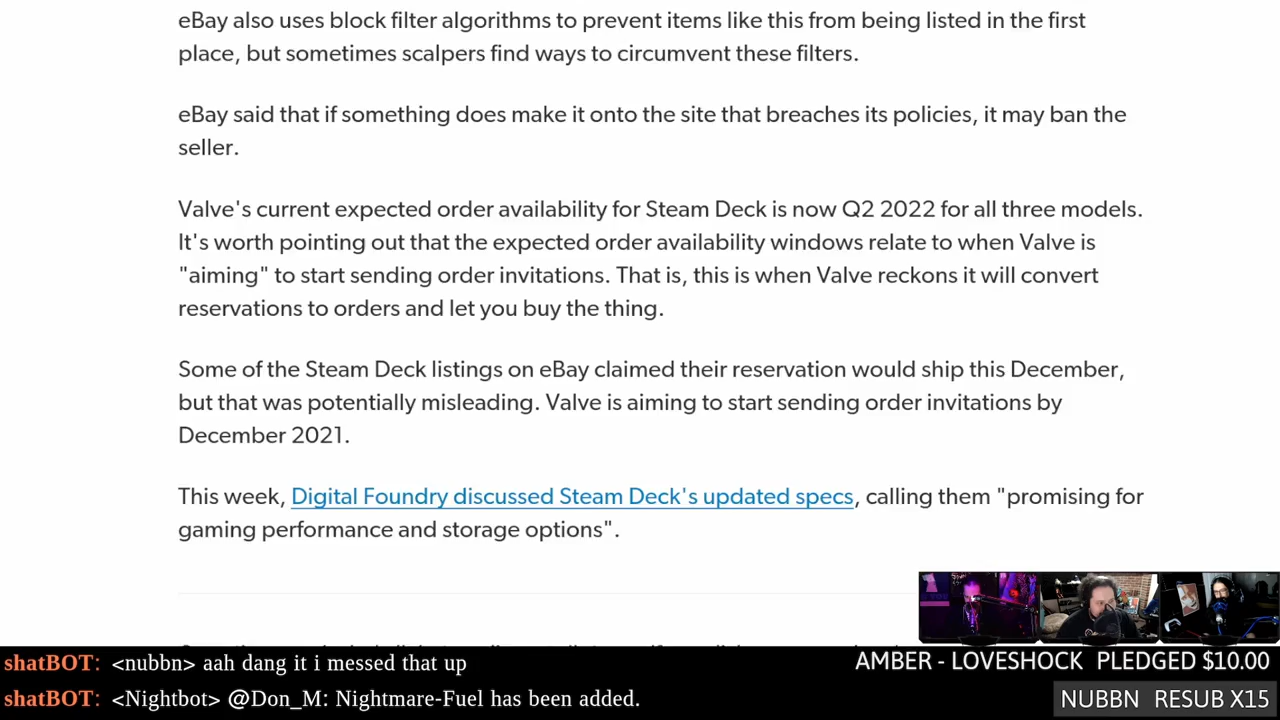 eBay also uses block filter algorithms to prevent items like this from being listed in the first
place, but sometimes scalpers find ways to circumvent these filters.
eBay said that if something does make it onto the site that breaches its policies, it may ban the
seller.
Valve's current expected order availability for Steam Deck is now Q2 2022 for all three models.
It's worth pointing out that the expected order availability windows relate to when Valve is
"aiming" to start sending order invitations. That is, this is when Valve reckons it will convert
reservations to orders and let you buy the thing.
Some of the Steam Deck listings on eBay claimed their reservation would ship this December,
but that was potentially misleading. Valve is aiming to start sending order invitations by
December 2021.
This week, Digital Foundry discussed Steam Deck's updated specs, calling them "promising for
gaming performance and storage options".
shatBOT: <nubbn> aah dang it i messed that up
AMBER - LOVESHOCK PLEDGED $10.00
shatBOT: <Nightbot> @Don_M: Nightmare-Fuel has been added.
NUBBN RESUB X15